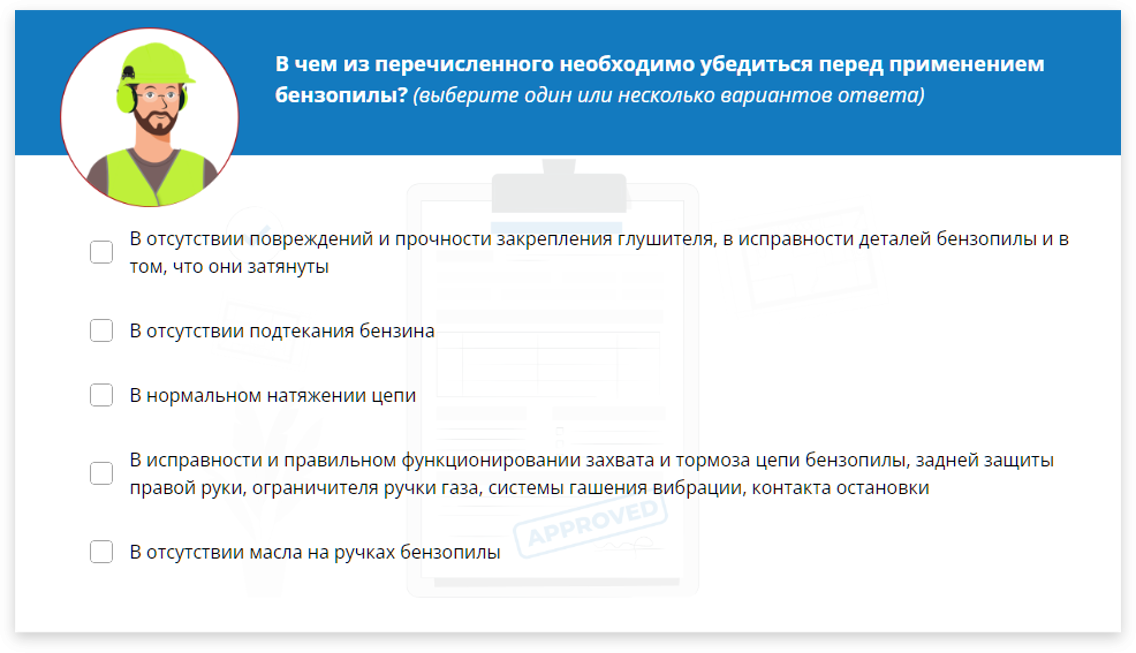 В чем из перечисленного необходимо убедиться перед применением
бензопилы? (выберите один или несколько вариантов ответа)
В отсутствии повреждений и прочности закрепления глушителя, в исправности деталей бензопилы и в
том, что они затянуты
В отсутствии подтекания бензина
В нормальном натяжении цепи
В исправности и правильном функционировании захвата и тормоза цепи бензопилы, задней защиты
правой руки, ограничителя ручки газа, системы гашения вибрации, контакта остановки
APPROVED
В отсутствии масла на ручках бензопилы